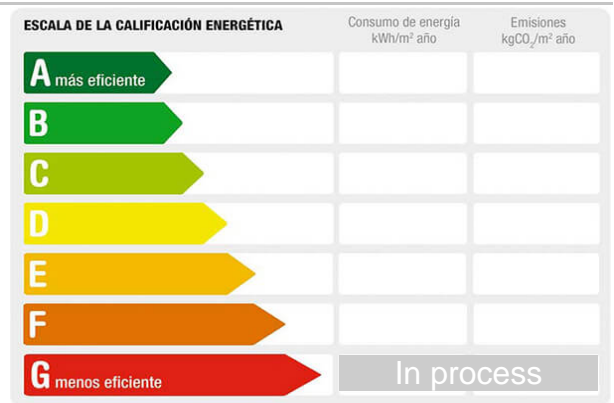 ESCALA DE LA CALIFICACIÓN ENERGÉTICA
Consumo de energía
kWh/m² año
Emisiones
kgCO₂/m² año
A más eficiente
B
C
D
E
F
G menos eficiente
In process